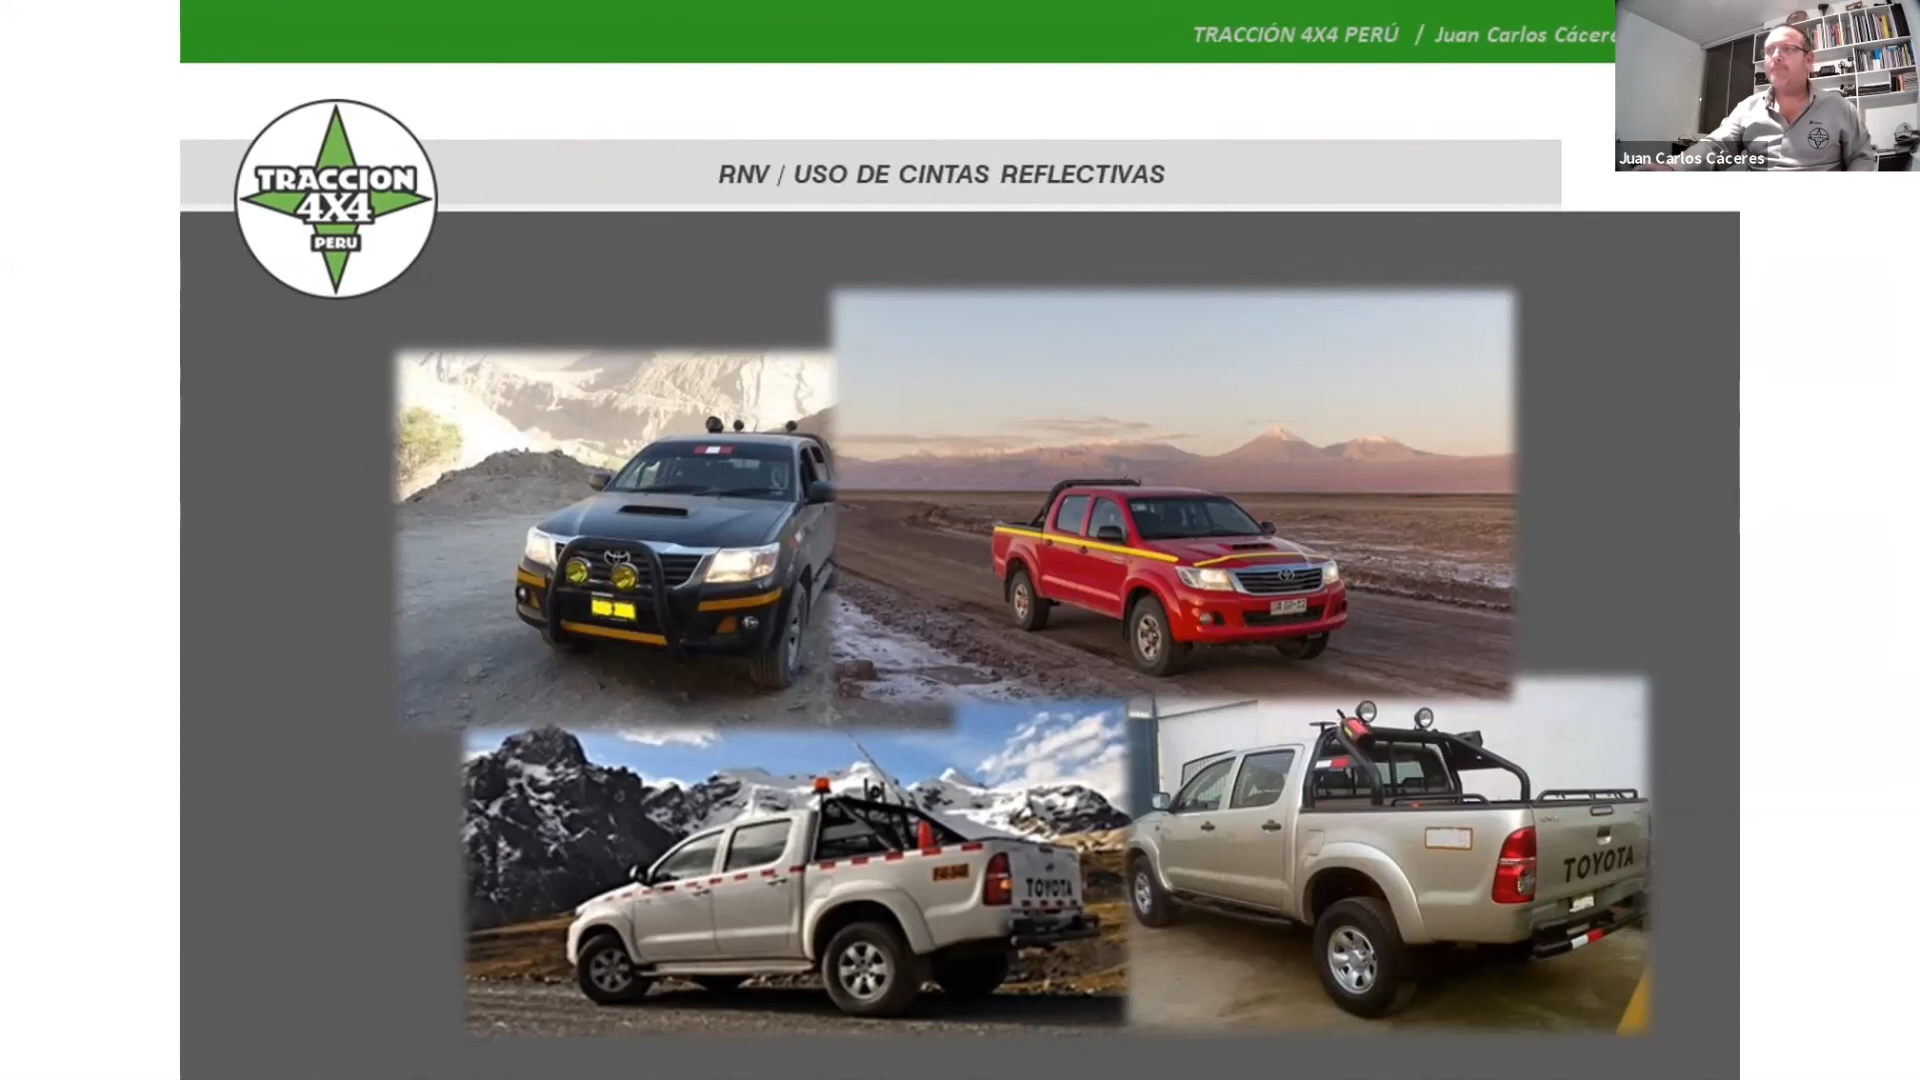 TRACCIÓN 4X4 PERÚ / Juan Carlos Cácere
Juan Carlos Cáceres
TRACCION
4X4
PERU
RNV / USO DE CINTAS REFLECTIVAS
TOYOTA
TOYOTA